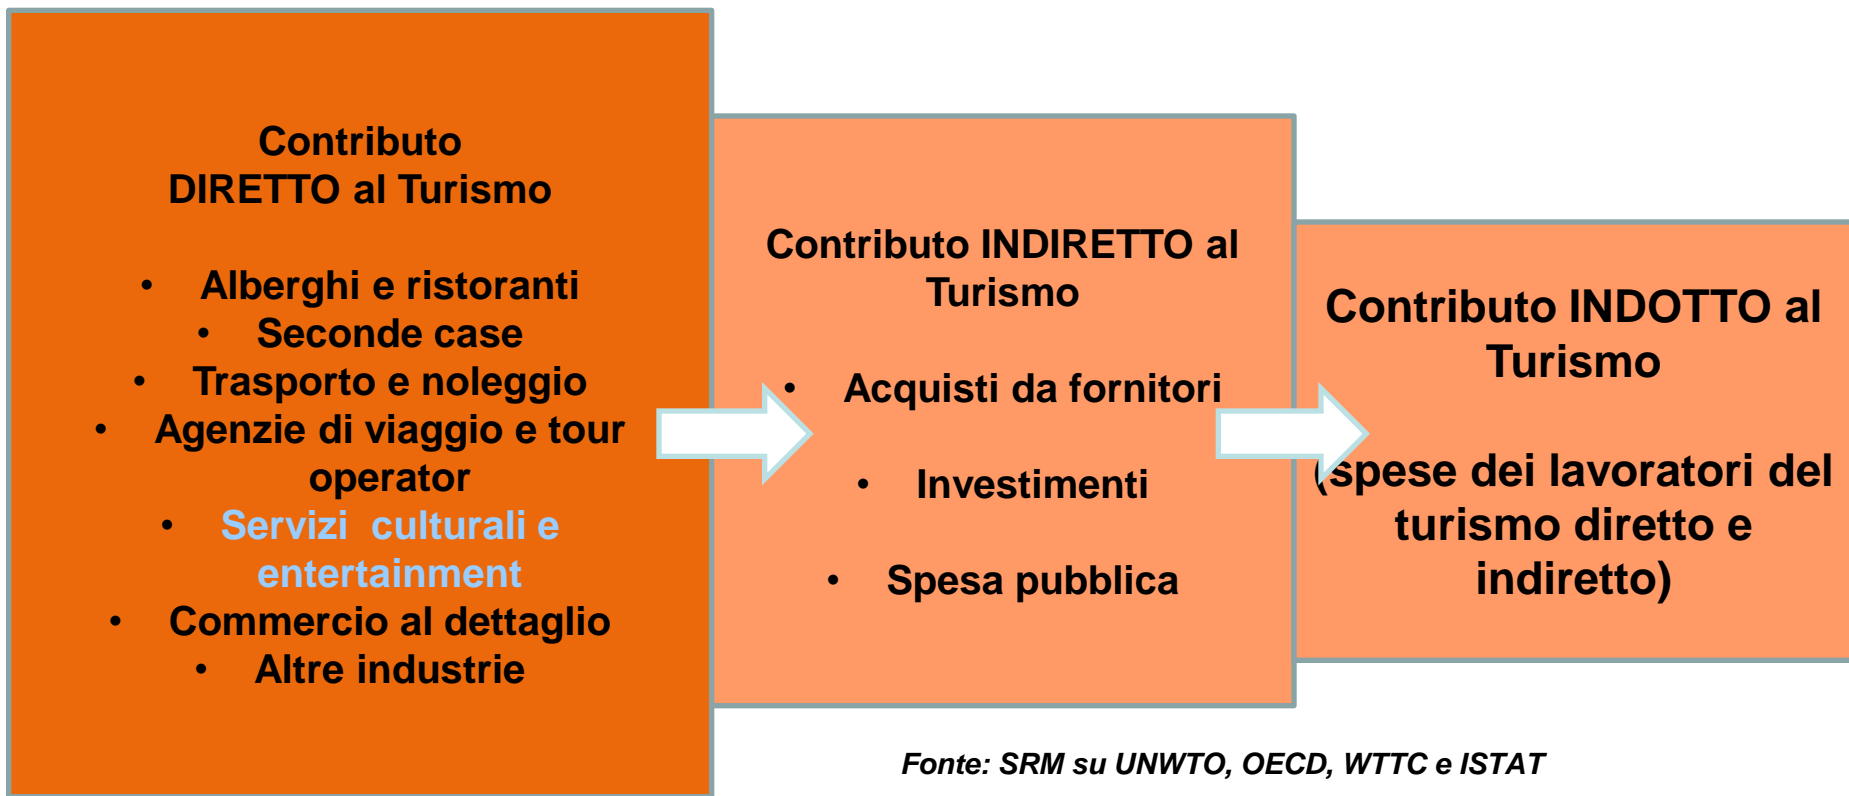 Contributo
DIRETTO al Turismo
• Alberghi e ristoranti
• Seconde case
• Trasporto e noleggio
• Agenzie di viaggio e tour
operator
• Servizi culturali e
entertainment
• Commercio al dettaglio
• Altre industrie
Contributo INDIRETTO al
Turismo
• Acquisti da fornitori
• Investimenti
• Spesa pubblica
Contributo INDOTTO al
Turismo
(spese dei lavoratori del
turismo diretto e
indiretto)
Fonte: SRM su UNWTO, OECD, WTTC e ISTAT